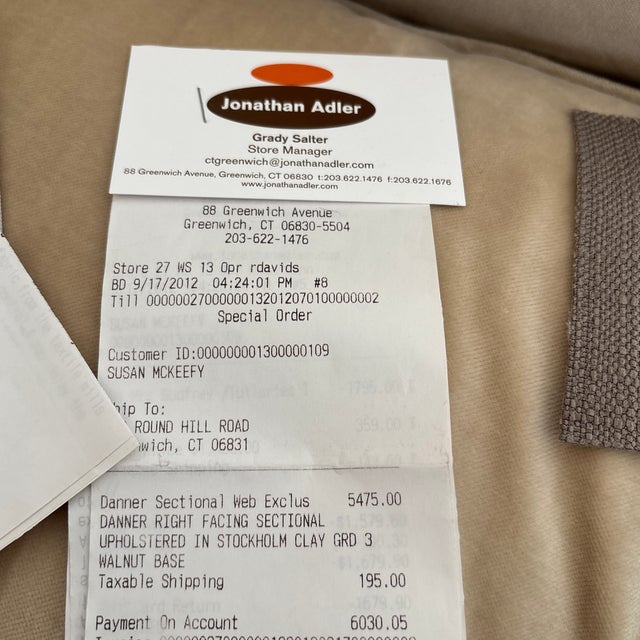 Jonathan Adler
Grady Salter
Store Manager
ctgreenwich@jonathanadler.com
88 Greenwich Avenue, Greenwich, CT 06830 t:203.622.1476 f:203.622.1676
www.jonathanadler.com
88 Greenwich Avenue
Greenwich, CT 06830-5504
203-622-1476
Store 27 WS 13 Opr rdavids
BD 9/17/2012 04:24:01 PM #8
Till 00000027000000132012070100000002
Special Order
Customer ID:000000001300000109
SUSAN MCKEEFY
hip To:
ROUND HILL ROAD
wich, CT 06831
Danner Sectional Web Exclus 5475.00
DANNER RIGHT FACING SECTIONAL
UPHOLSTERED IN STOCKHOLM CLAY GRD 3
WALNUT BASE
Taxable Shipping 195.00
Payment On Account 6030.05